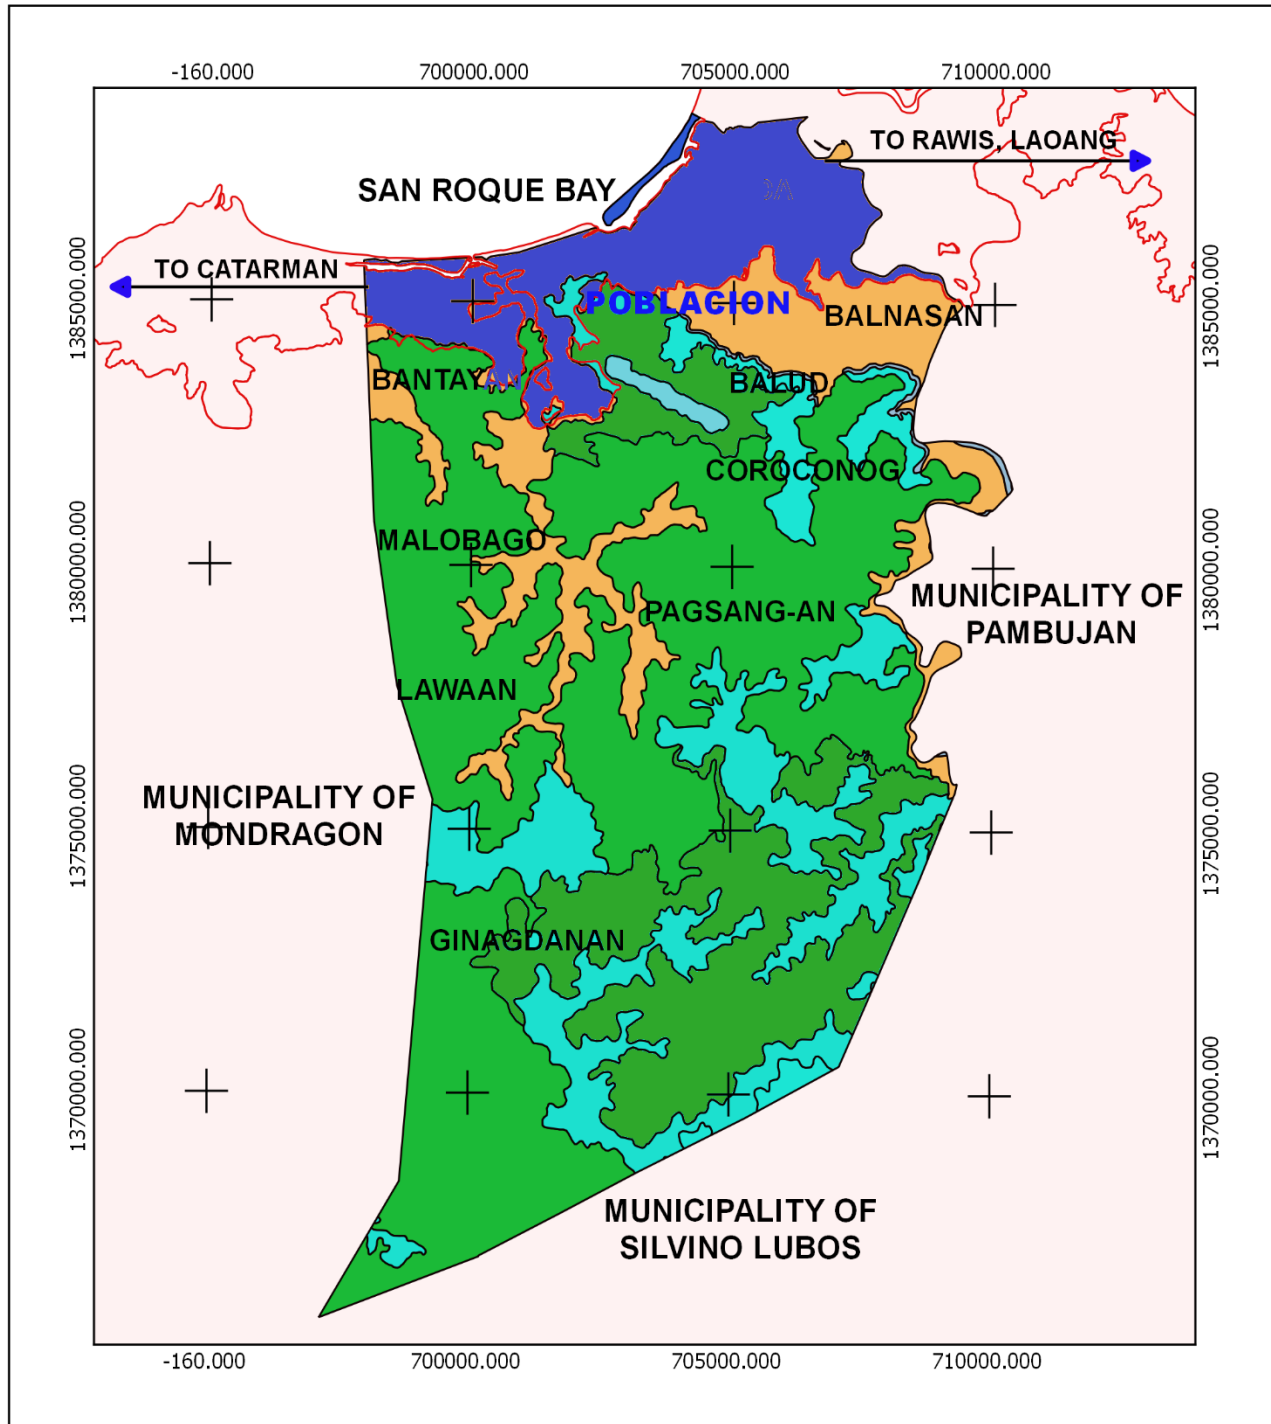 -160.000 700000.000 705000.000 710000.000
TO RAWIS, LAOANG
SAN ROQUE BAY
TO CATARMAN
1385000.000
1385000.000
POBLACION
BALNASAN
BANTAYAN
BALUD
COROCONOG
MALOBAGO
1380000.000
1380000.000
PAGSANG-AN
MUNICIPALITY OF
PAMBUJAN
LAWAAN
MUNICIPALITY OF
MONDRAGON
1375000.000
1375000.000
GINAGDANAN
1370000.000
1370000.000
MUNICIPALITY OF
SILVINO LUBOS
-160.000 700000.000 705000.000 710000.000